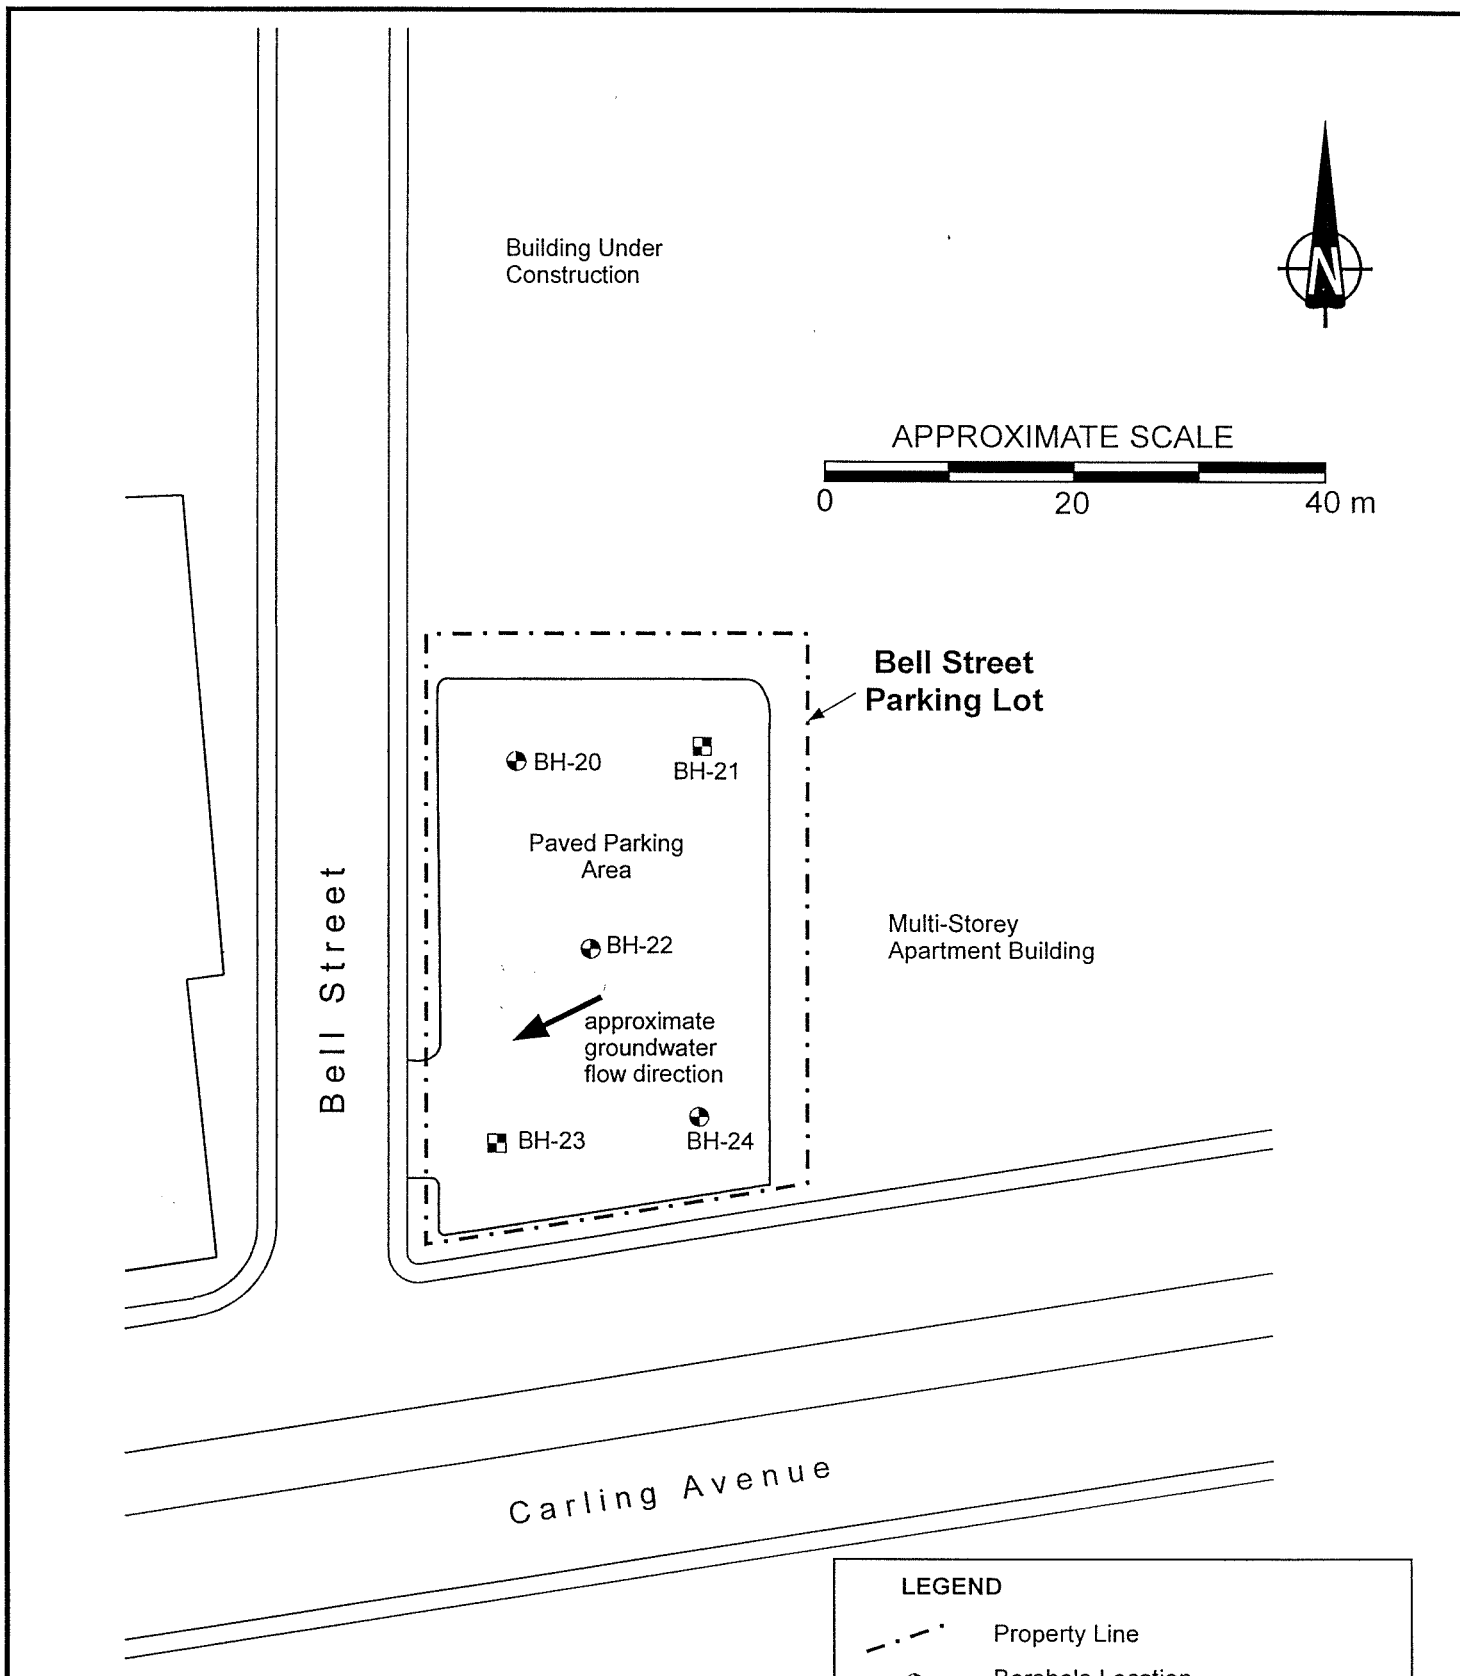 Building Under
Construction
N
APPROXIMATE SCALE
0 20 40 m
Bell Street
Parking Lot
BH-20
BH-21
Paved Parking
Area
BH-22
Multi-Storey
Apartment Building
Bell Street
approximate
groundwater
flow direction
BH-23
BH-24
Carling Avenue
LEGEND
Property Line
Borehole Location